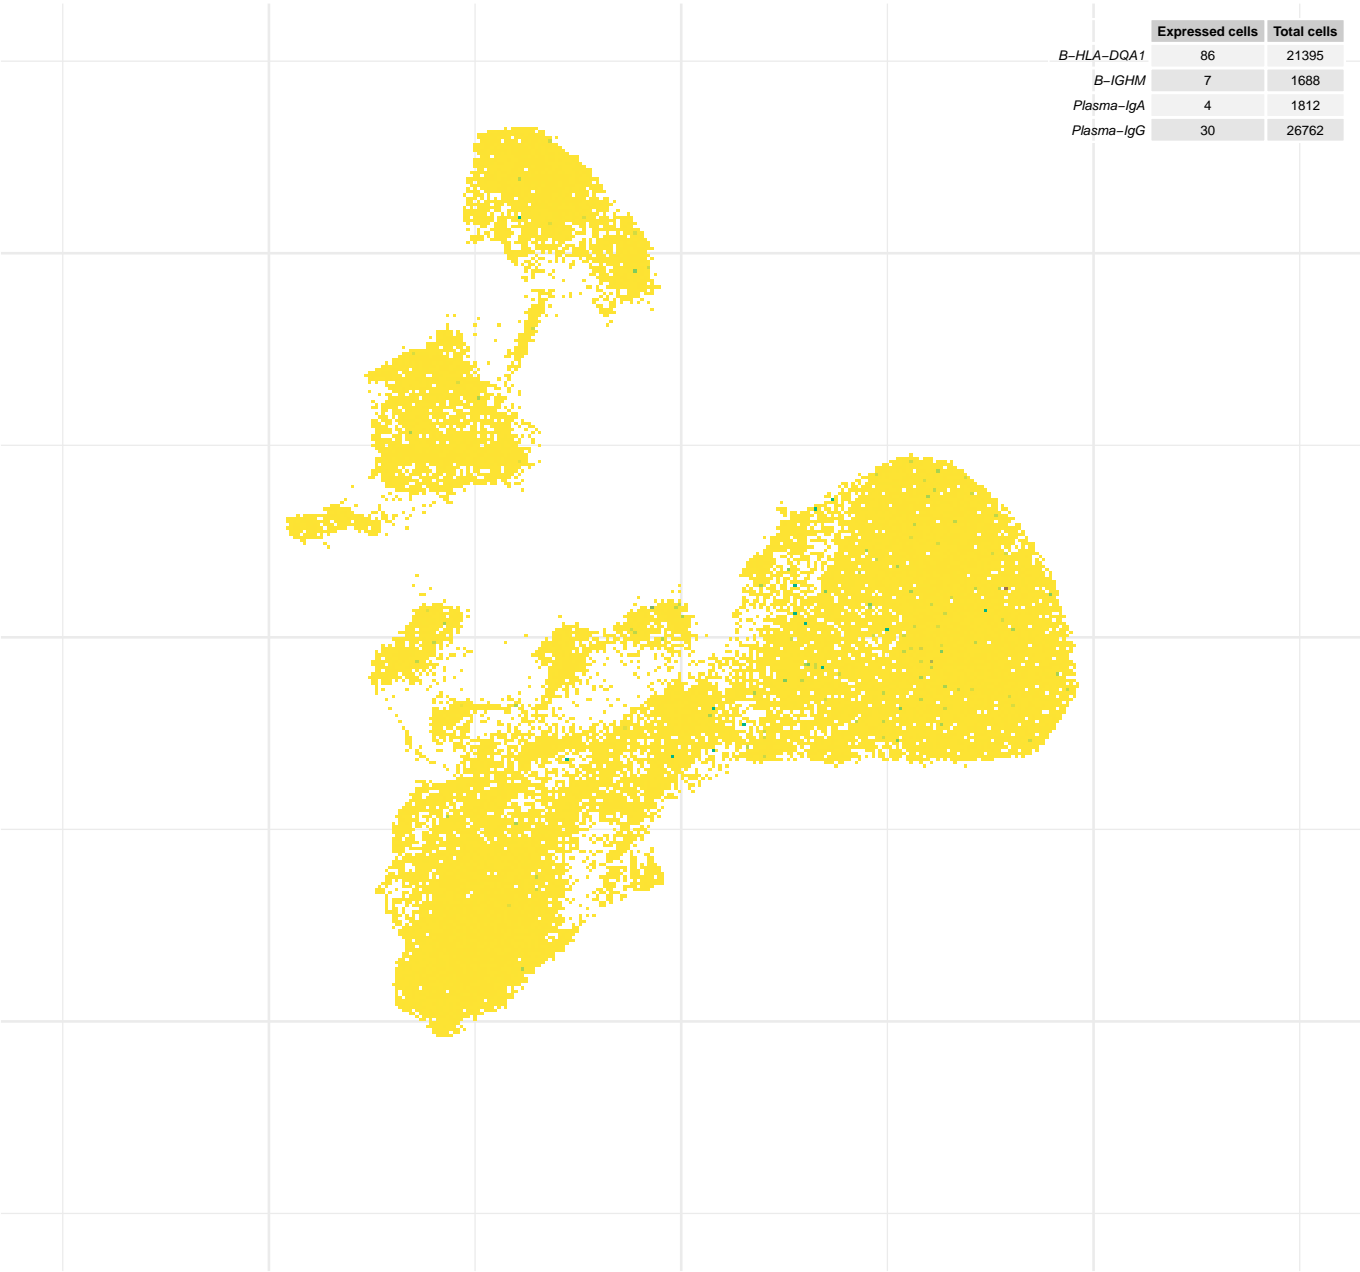 Expressed cells Total cells
B−HLA−DQA1 86 21395
B−IGHM 7 1688
Plasma−IgA 4 1812
Plasma−IgG 30 26762